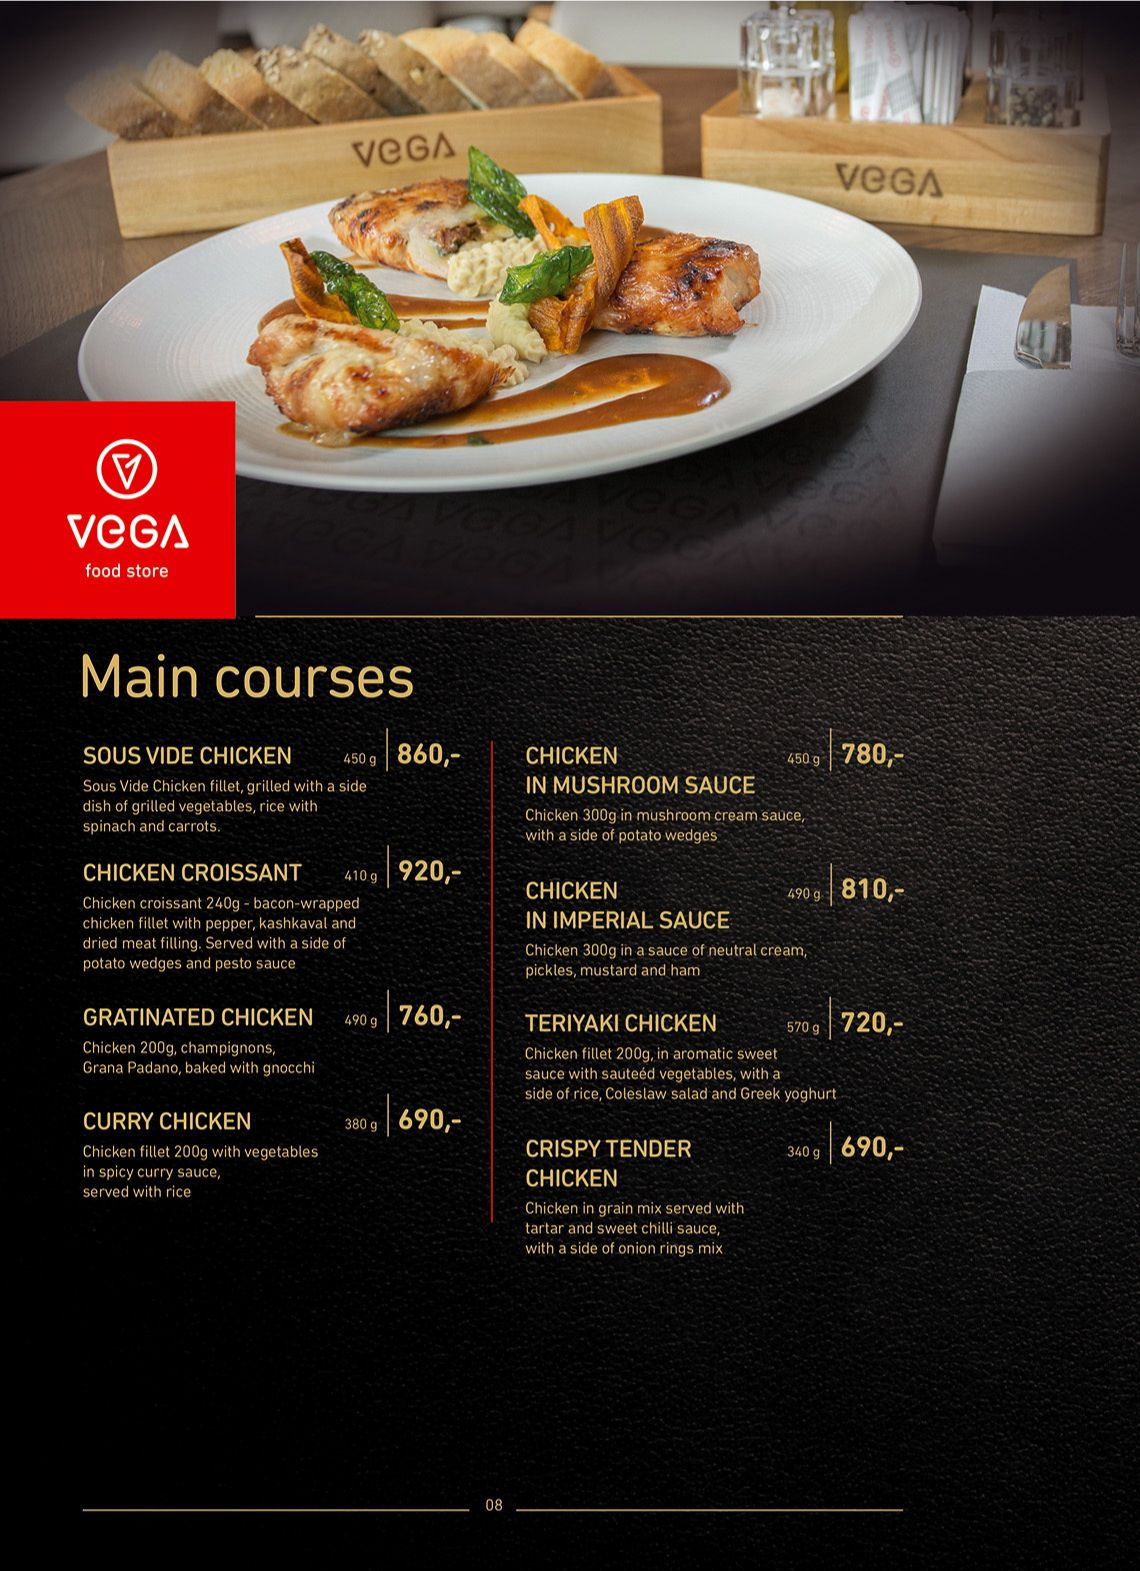 VEGA
VEGA
VEGA
food store
Main courses
SOUS VIDE CHICKEN 450 g 860,-
Sous Vide Chicken fillet, grilled with a side
dish of grilled vegetables, rice with
spinach and carrots.
CHICKEN CROISSANT 410 g 920,-
Chicken croissant 240g - bacon-wrapped
chicken fillet with pepper, kashkaval and
dried meat filling. Served with a side of
potato wedges and pesto sauce
GRATINATED CHICKEN 490 g 760,-
Chicken 200g, champignons,
Grana Padano, baked with gnocchi
CURRY CHICKEN 380 g 690,-
Chicken fillet 200g with vegetables
in spicy curry sauce,
served with rice
CHICKEN 450 g 780,-
IN MUSHROOM SAUCE
Chicken 300g in mushroom cream sauce,
with a side of potato wedges
CHICKEN 490 g 810,-
IN IMPERIAL SAUCE
Chicken 300g in a sauce of neutral cream,
pickles, mustard and ham
TERIYAKI CHICKEN 570 g 720,-
Chicken fillet 200g, in aromatic sweet
sauce with sauteéd vegetables, with a
side of rice, Coleslaw salad and Greek yoghurt
CRISPY TENDER 340 g 690,-
CHICKEN
Chicken in grain mix served with
tartar and sweet chilli sauce,
with a side of onion rings mix
08